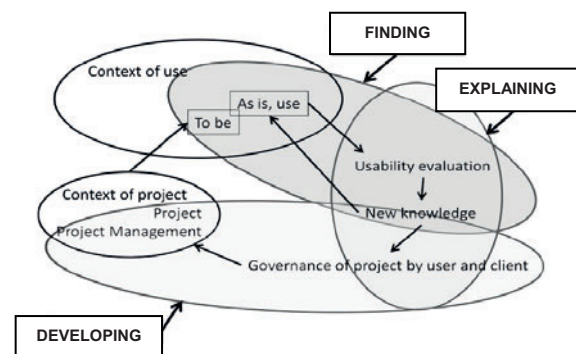 FINDING
Context of use
EXPLAINING
As is, use
To be
Usability evaluation
Context of project
Project
New knowledge
Project Management
Governance of project by user and client
DEVELOPING